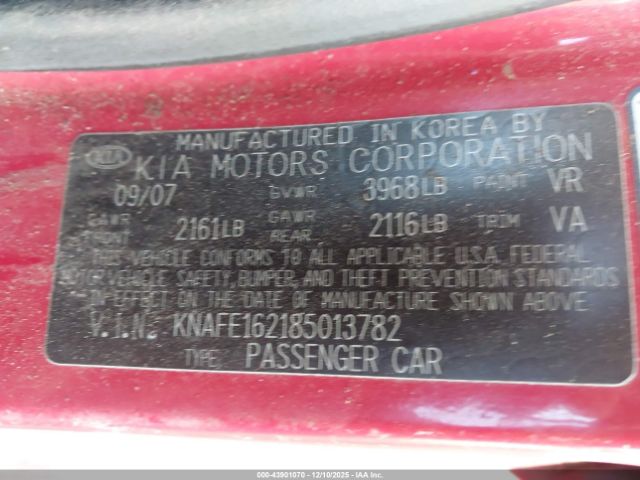 MANUFACTURED IN KOREA BY
KIA KIA MOTORS CORPORATION
09/07 GVWR 3968LB PAINT VR
GAWR FRONT 2161LB GAWR REAR 2116LB TRIM VA
THIS VEHICLE CONFORMS TO ALL APPLICABLE U.S.A. FEDERAL
MOTOR VEHICLE SAFETY, BUMPER, AND THEFT PREVENTION STANDARDS
IN EFFECT ON THE DATE OF MANUFACTURE SHOWN ABOVE
V.I.N. KNAFE162185013782
TYPE PASSENGER CAR
000-43901070 - 12/10/2025 - IAAI.CA